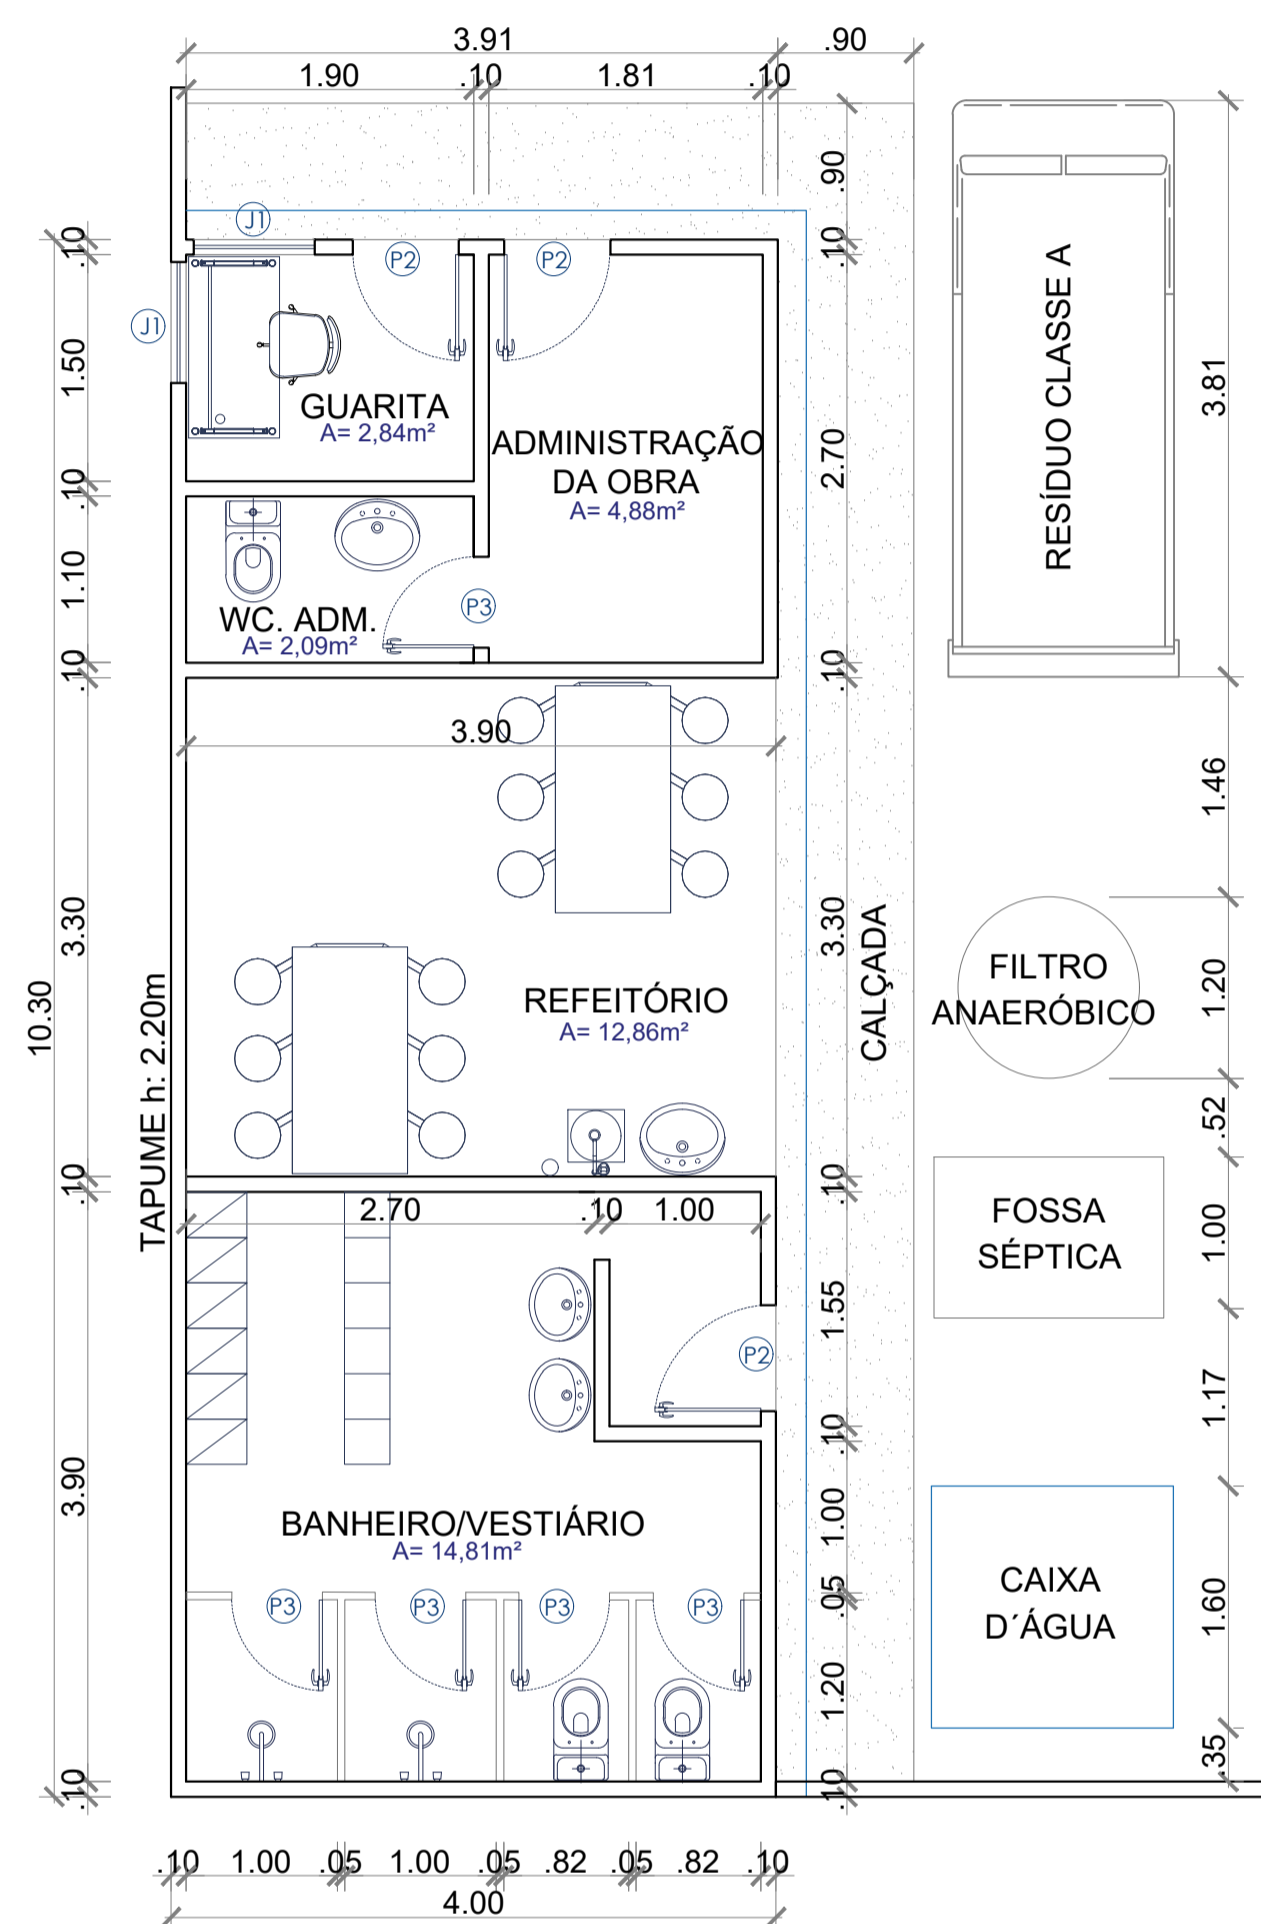 3.91
.90
1.90
.10
1.81
.10
.90
.10
J1
.10
P2
P2
J1
1.50
GUARITA
A= 2,84m²
ADMINISTRAÇÃO
DA OBRA
A= 4,88m²
2.70
RESÍDUO CLASSE A
3.81
.10
1.10
P3
WC. ADM.
A= 2,09m²
.10
.10
3.90
1.46
3.30
3.30
CALÇADA
FILTRO
ANAERÓBICO
1.20
REFEITÓRIO
A= 12,86m²
10.30
TAPUME h: 2.20m
.52
.10
.10
2.70
.10
1.00
FOSSA
SÉPTICA
1.00
1.55
P2
1.17
.10
3.90
1.00
BANHEIRO/VESTIÁRIO
A= 14,81m²
.05
P3
P3
P3
P3
CAIXA
D´ÁGUA
1.60
1.20
.35
.10
.10
.10
1.00
.05
1.00
.05
.82
.05
.82
.10
4.00